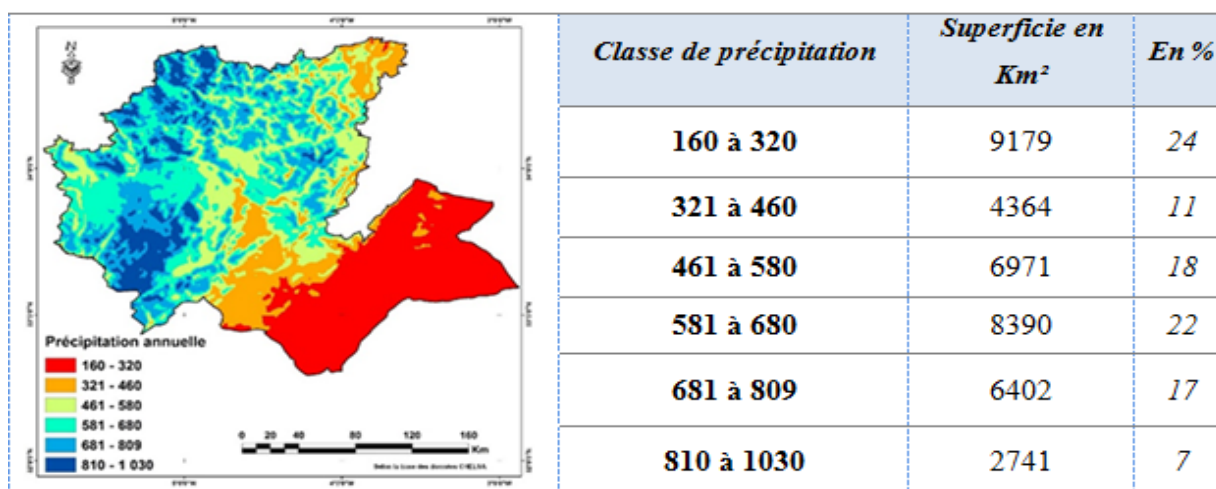 N
Précipitation annuelle
160 - 320
321 - 460
461 - 580
581 - 680
681 - 809
810 - 1 030
0 10 20 40 80 120 160
Km
Classe de précipitation Superficie en Km² En %
160 à 320 9179 24
321 à 460 4364 11
461 à 580 6971 18
581 à 680 8390 22
681 à 809 6402 17
810 à 1030 2741 7